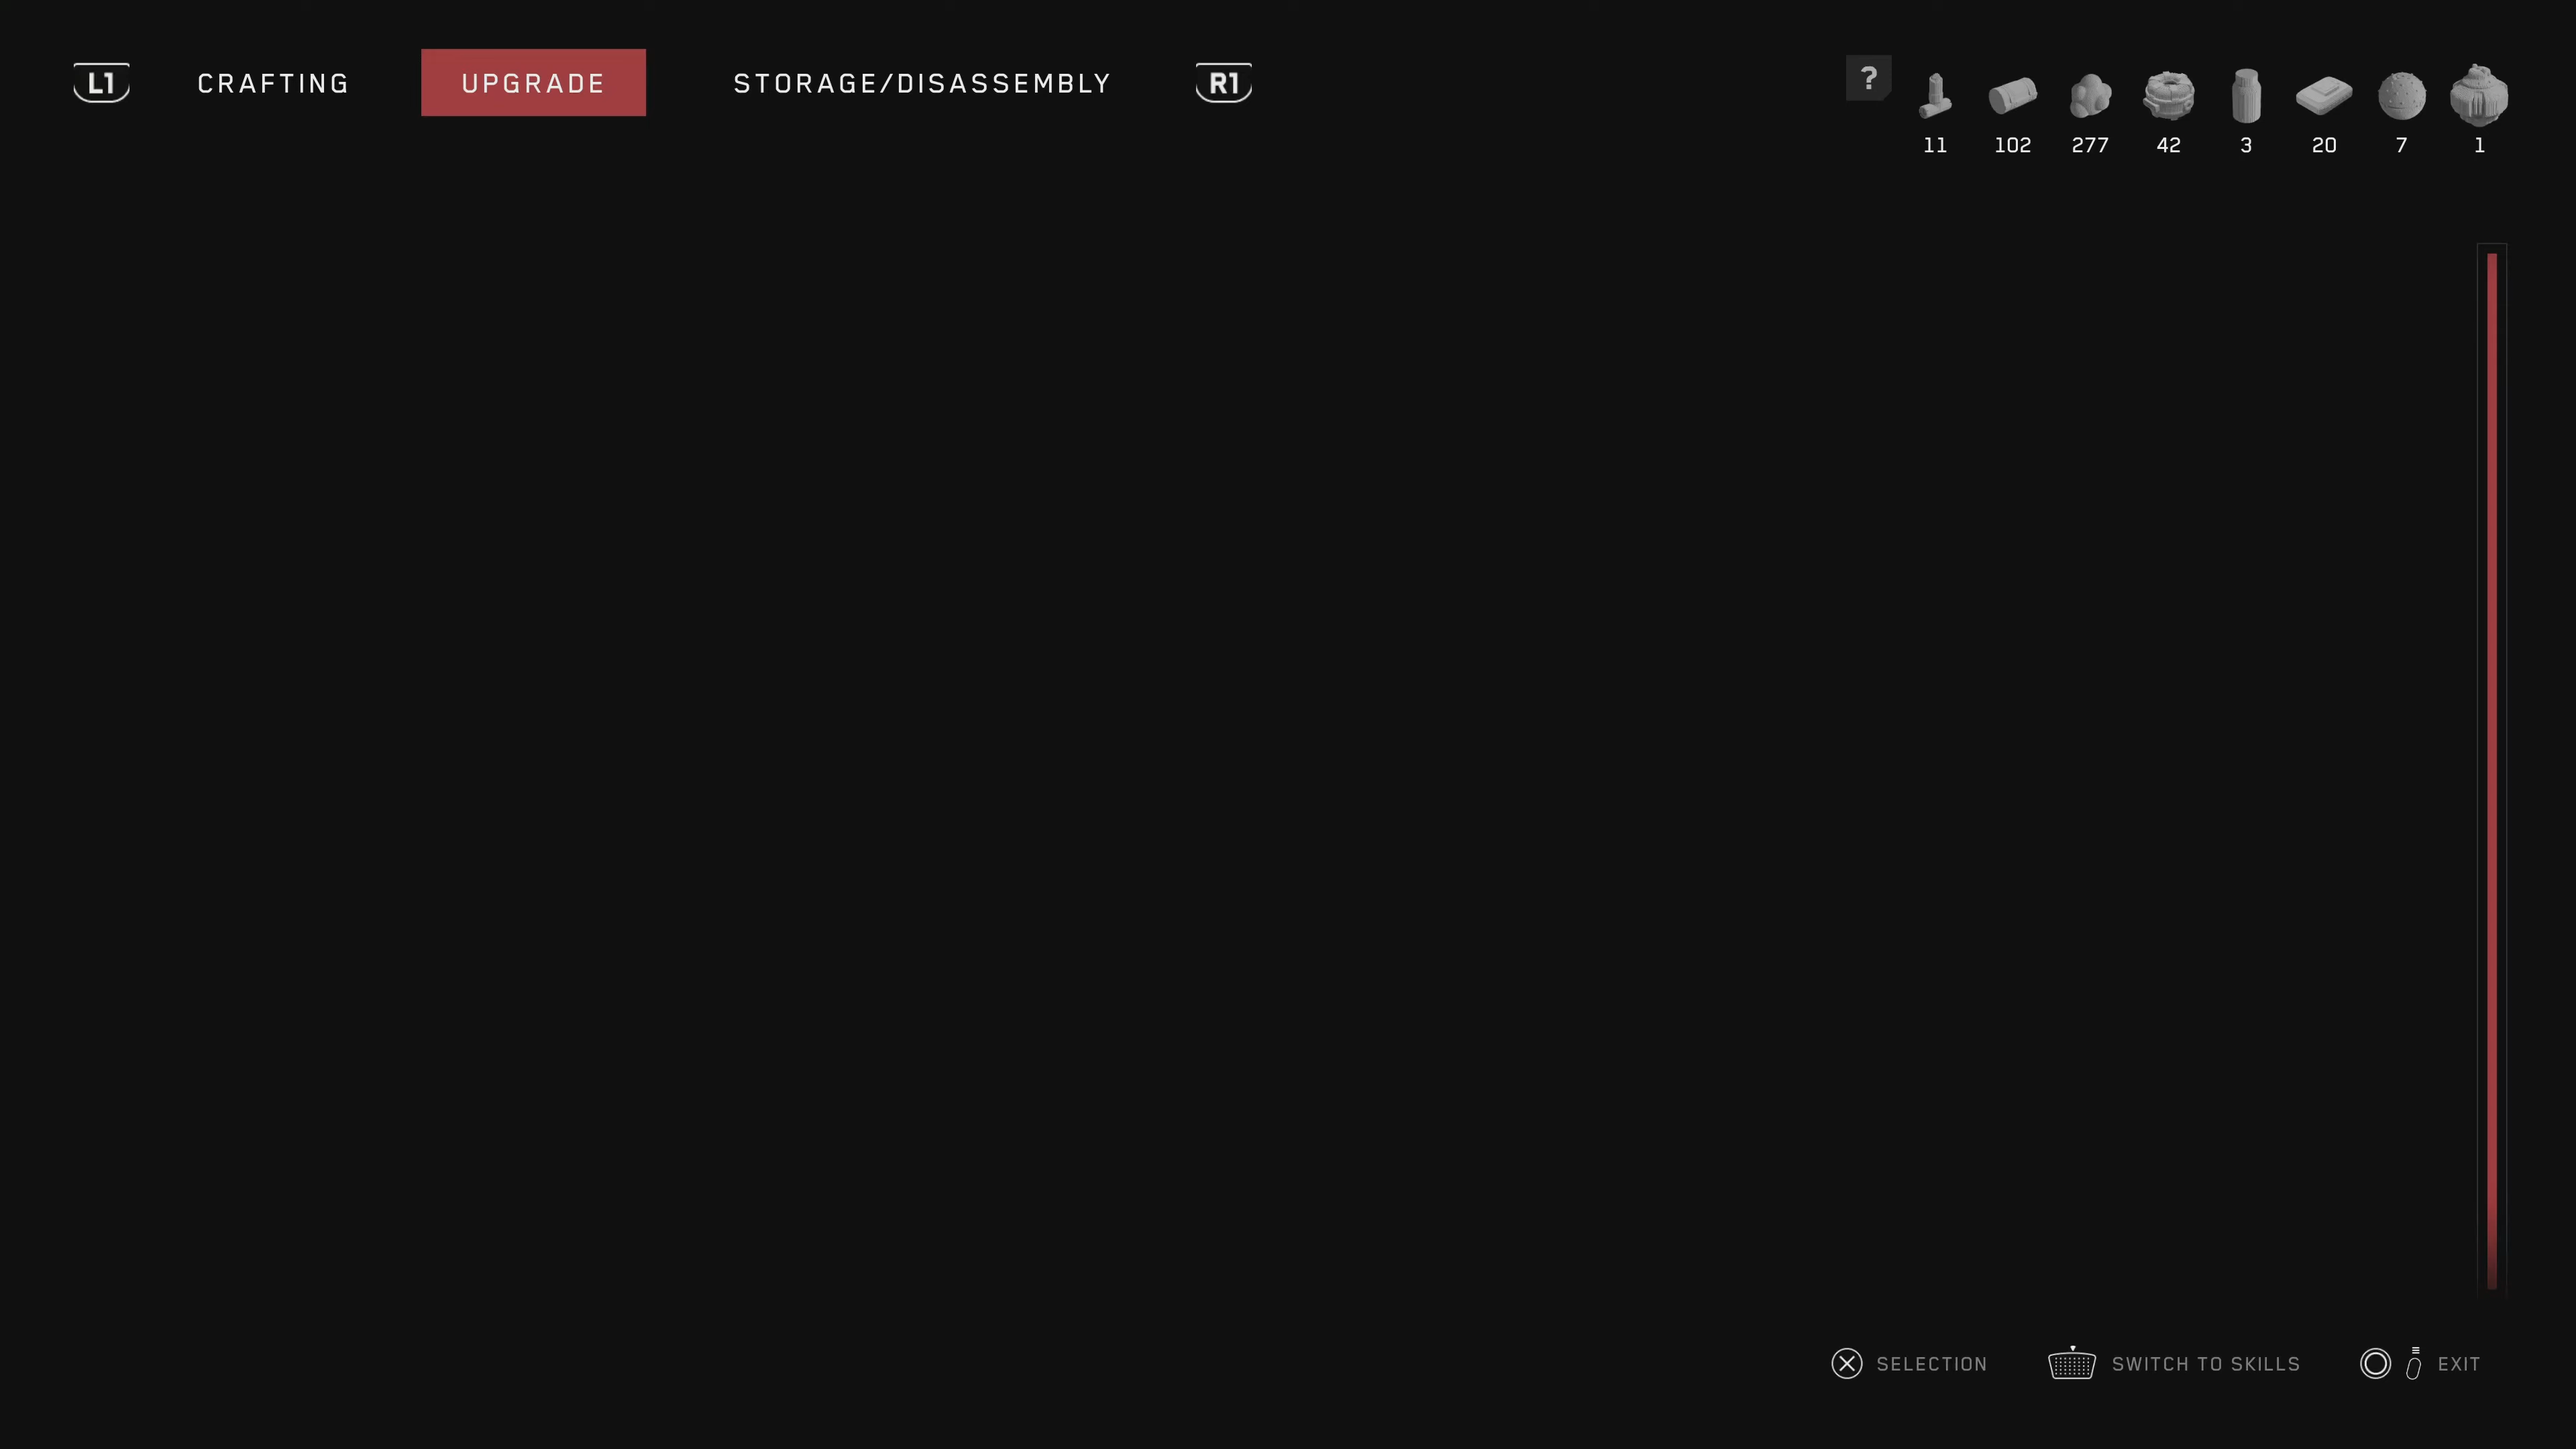 L1 CRAFTING UPGRADE STORAGE/DISASSEMBLY R1 ?
11 102 277 42 3 20 7 1
SELECTION SWITCH TO SKILLS EXIT